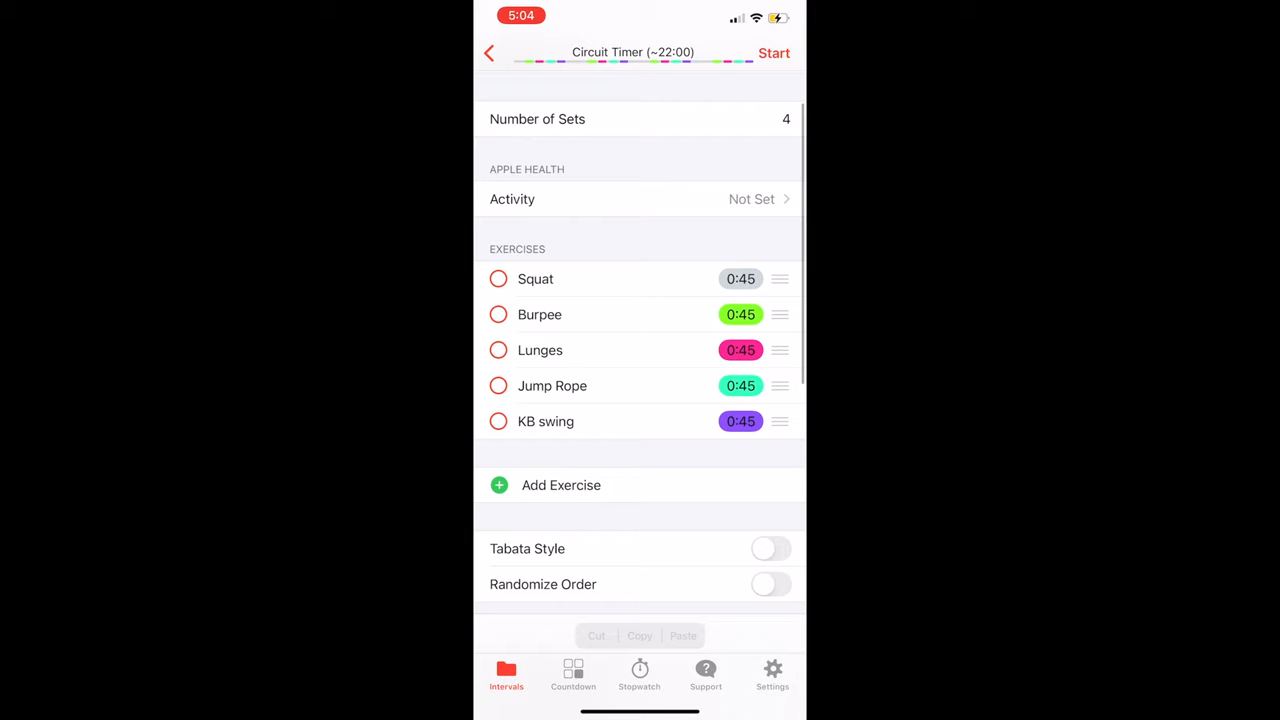 5:04
Circuit Timer (~22:00)
Start
Number of Sets 4
APPLE HEALTH
Activity Not Set
EXERCISES
Squat 0:45
Burpee 0:45
Lunges 0:45
Jump Rope 0:45
KB swing 0:45
Add Exercise
Tabata Style
Randomize Order
Cut Copy Paste
Intervals Countdown Stopwatch Support Settings